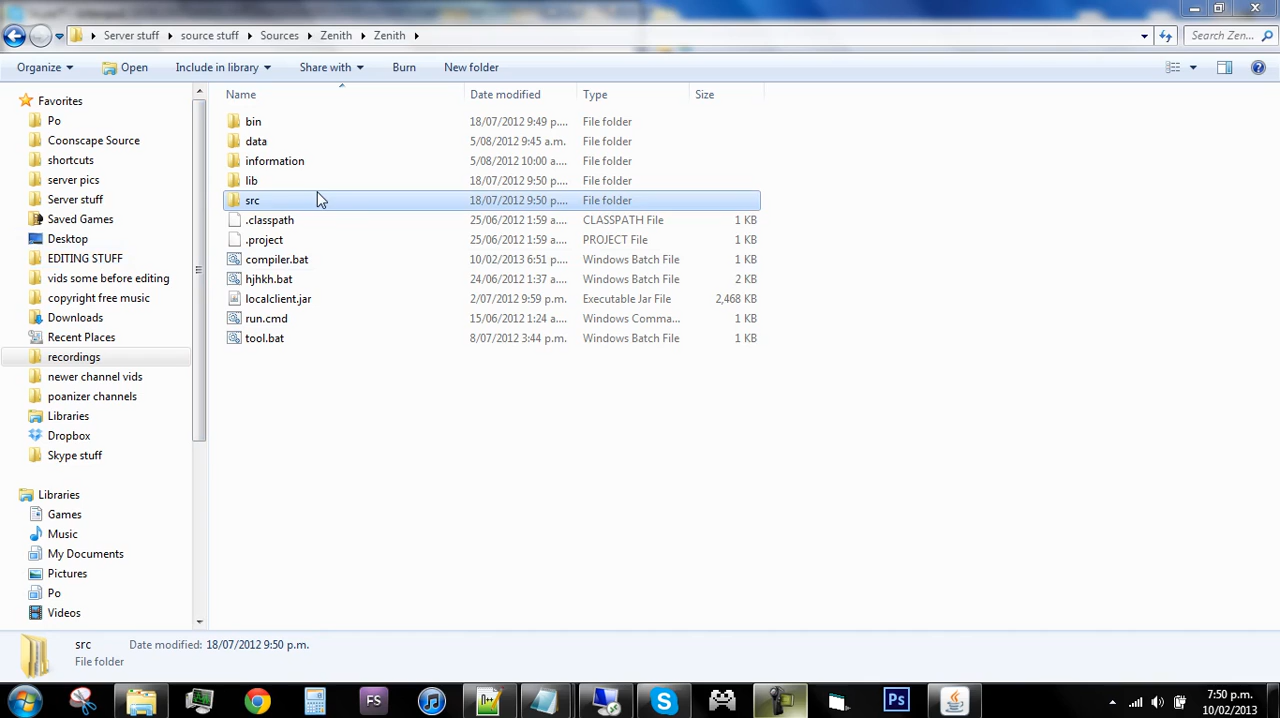 Server stuff source stuff Sources Zenith Zenith Search Zen...
Organize Open Include in library Share with Burn New folder
Name Date modified Type Size
Favorites
Po
Coonscape Source
shortcuts
server pics
Server stuff
Saved Games
Desktop
EDITING STUFF
vids some before editing
copyright free music
Downloads
Recent Places
recordings
newer channel vids
poanizer channels
Libraries
Dropbox
Skype stuff
Libraries
Games
Music
My Documents
Pictures
Po
Videos
bin 18/07/2012 9:49 p.... File folder
data 5/08/2012 9:45 a.m. File folder
information 5/08/2012 10:00 a.... File folder
lib 18/07/2012 9:50 p.... File folder
src 18/07/2012 9:50 p.... File folder
.classpath 25/06/2012 1:59 a.... CLASSPATH File 1 KB
.project 25/06/2012 1:59 a.... PROJECT File 1 KB
compiler.bat 10/02/2013 6:51 p.... Windows Batch File 1 KB
hjhkh.bat 24/06/2012 1:37 a.... Windows Batch File 2 KB
localclient.jar 2/07/2012 9:59 p.m. Executable Jar File 2,468 KB
run.cmd 15/06/2012 1:24 a.... Windows Comma... 1 KB
tool.bat 8/07/2012 3:44 p.m. Windows Batch File 1 KB
src Date modified: 18/07/2012 9:50 p.m.
File folder
FS
Ps
7:50 p.m.
10/02/2013